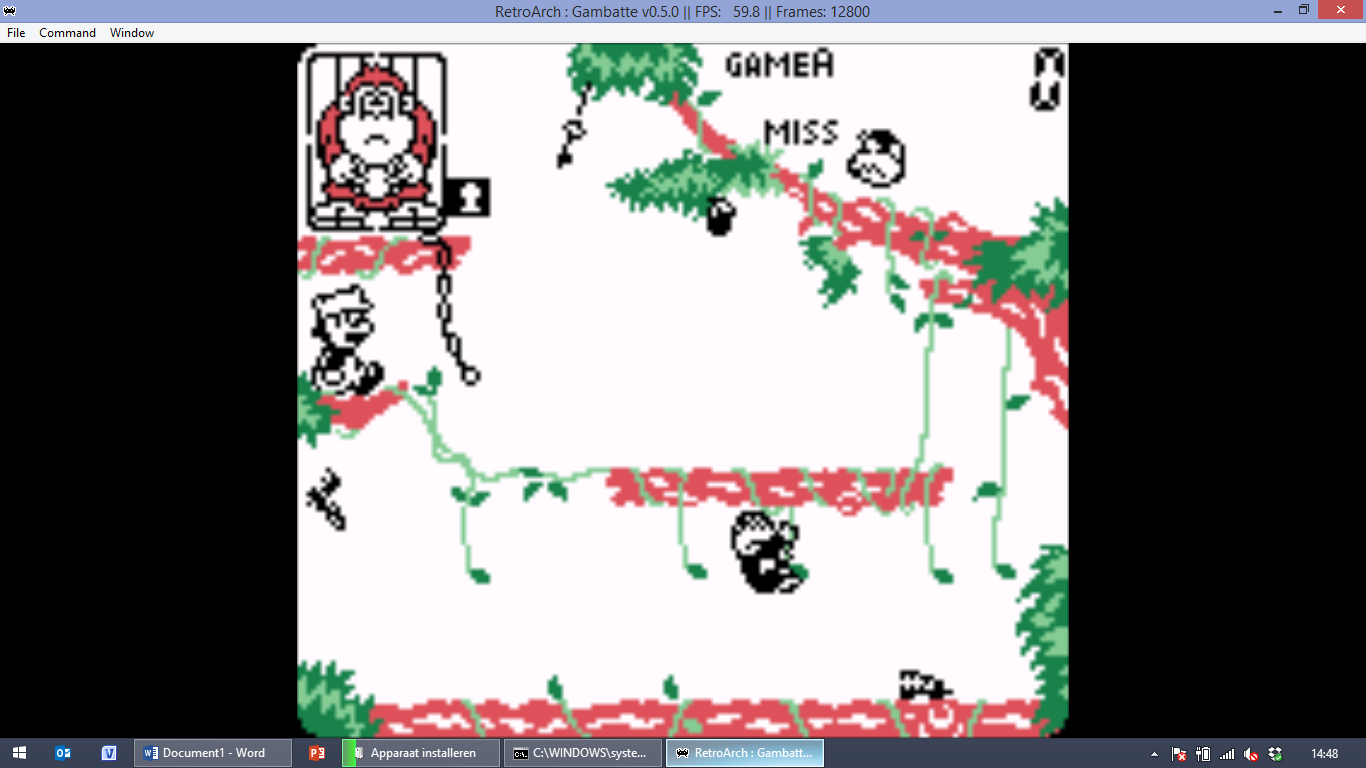 RetroArch : Gambatte v0.5.0 || FPS: 59.8 || Frames: 12800
File Command Window
GAMEA 0
MISS
Document1 - Word Apparaat installeren C:\WINDOWS\syste... RetroArch : Gambatt... 14:48